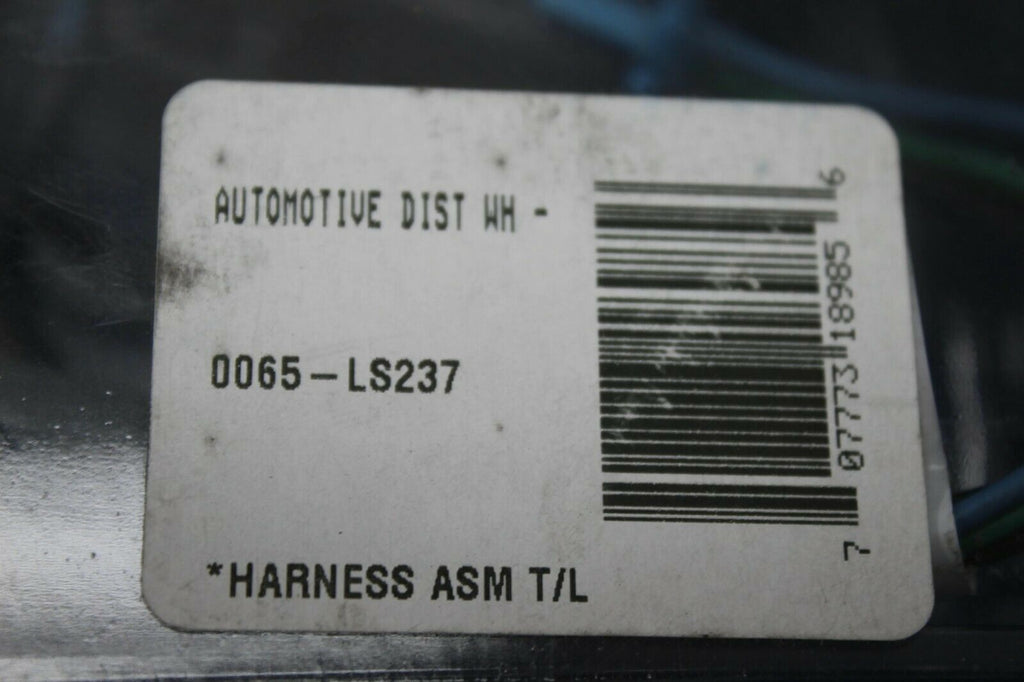 AUTOMOTIVE DIST WH -
0065-LS237
*HARNESS ASM T/L
7 07773 18985 6